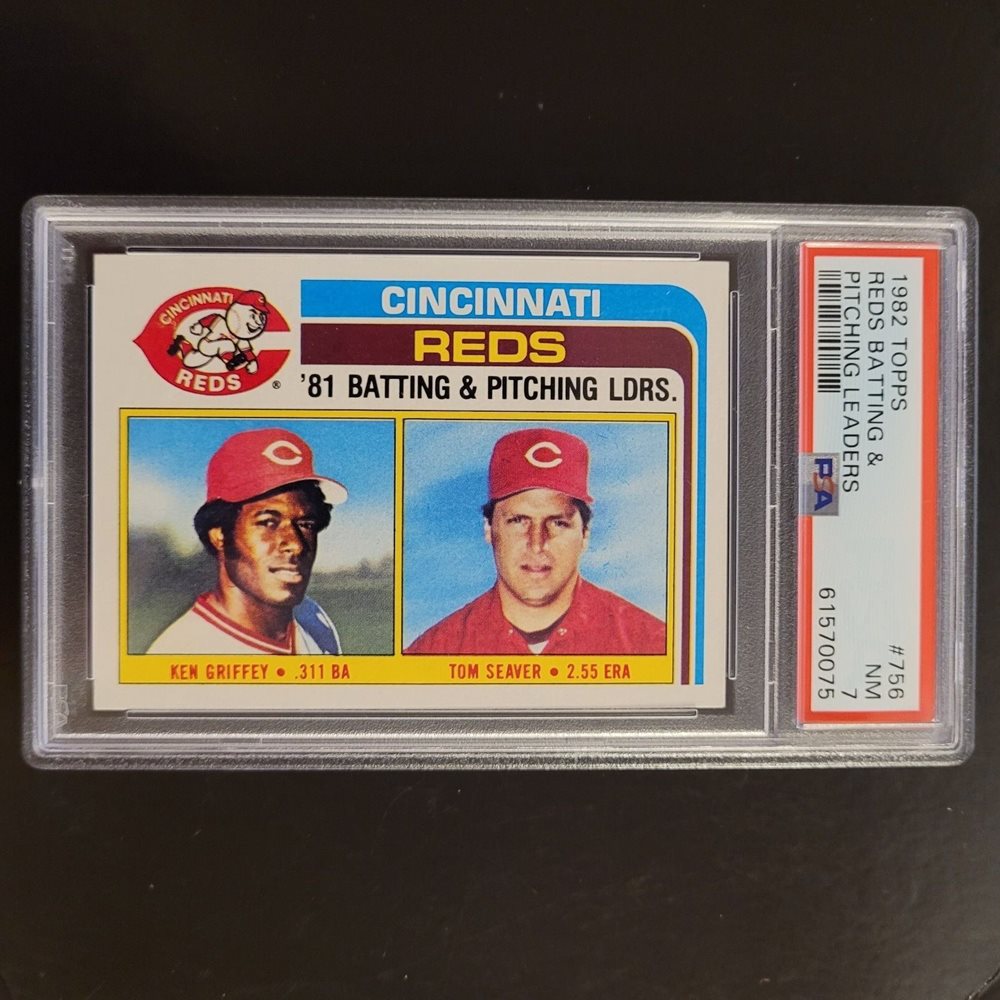 CINCINNATI
REDS
®
CINCINNATI
REDS
'81 BATTING & PITCHING LDRS.
KEN GRIFFEY • .311 BA
TOM SEAVER • 2.55 ERA
1982 TOPPS
REDS BATTING &
PITCHING LEADERS
PSA
#756
NM
7
61570075